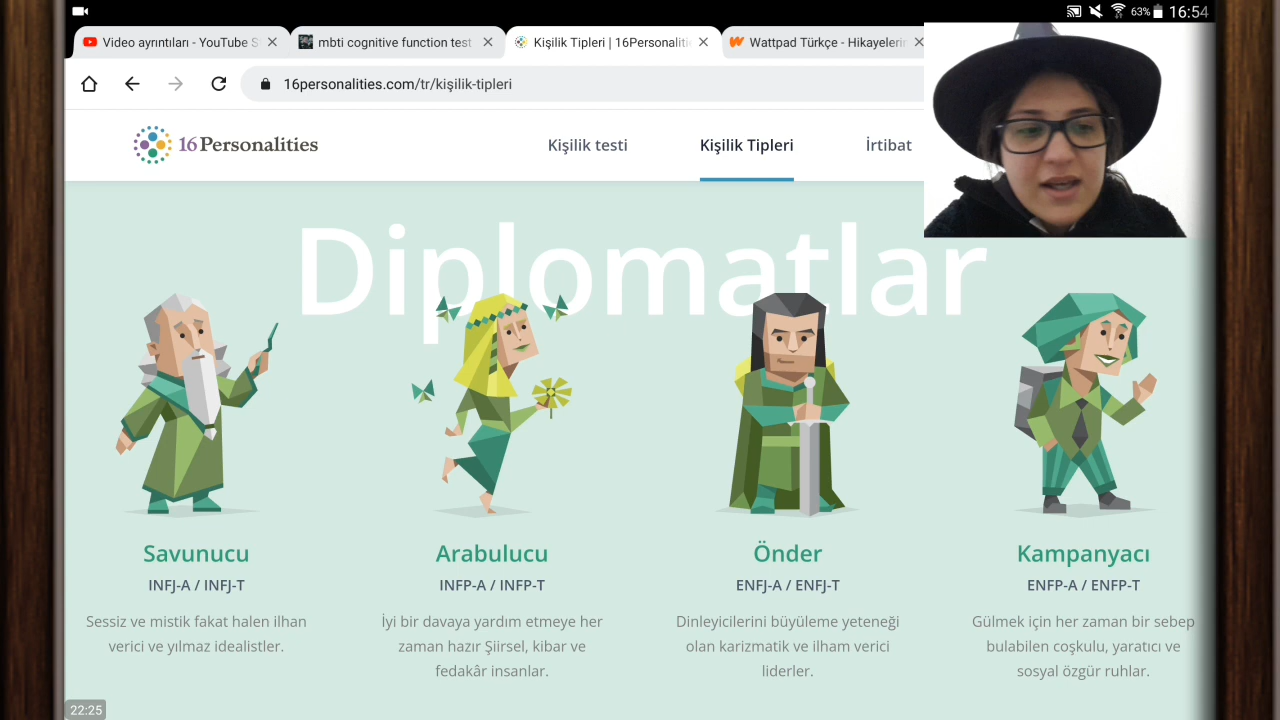 63% 16:54
Video ayrıntıları - YouTube S
mbti cognitive function test
Kişilik Tipleri | 16Personalitie
Wattpad Türkçe - Hikayelerin
16personalities.com/tr/kişilik-tipleri
16Personalities
Kişilik testi
Kişilik Tipleri
İrtibat
Diplomatlar
Savunucu
INFJ-A / INFJ-T
Sessiz ve mistik fakat halen ilhan
verici ve yılmaz idealistler.
Arabulucu
INFP-A / INFP-T
İyi bir davaya yardım etmeye her
zaman hazır Şiirsel, kibar ve
fedakâr insanlar.
Önder
ENFJ-A / ENFJ-T
Dinleyicilerini büyüleme yeteneği
olan karizmatik ve ilham verici
liderler.
Kampanyacı
ENFP-A / ENFP-T
Gülmek için her zaman bir sebep
bulabilen coşkulu, yaratıcı ve
sosyal özgür ruhlar.
22:25